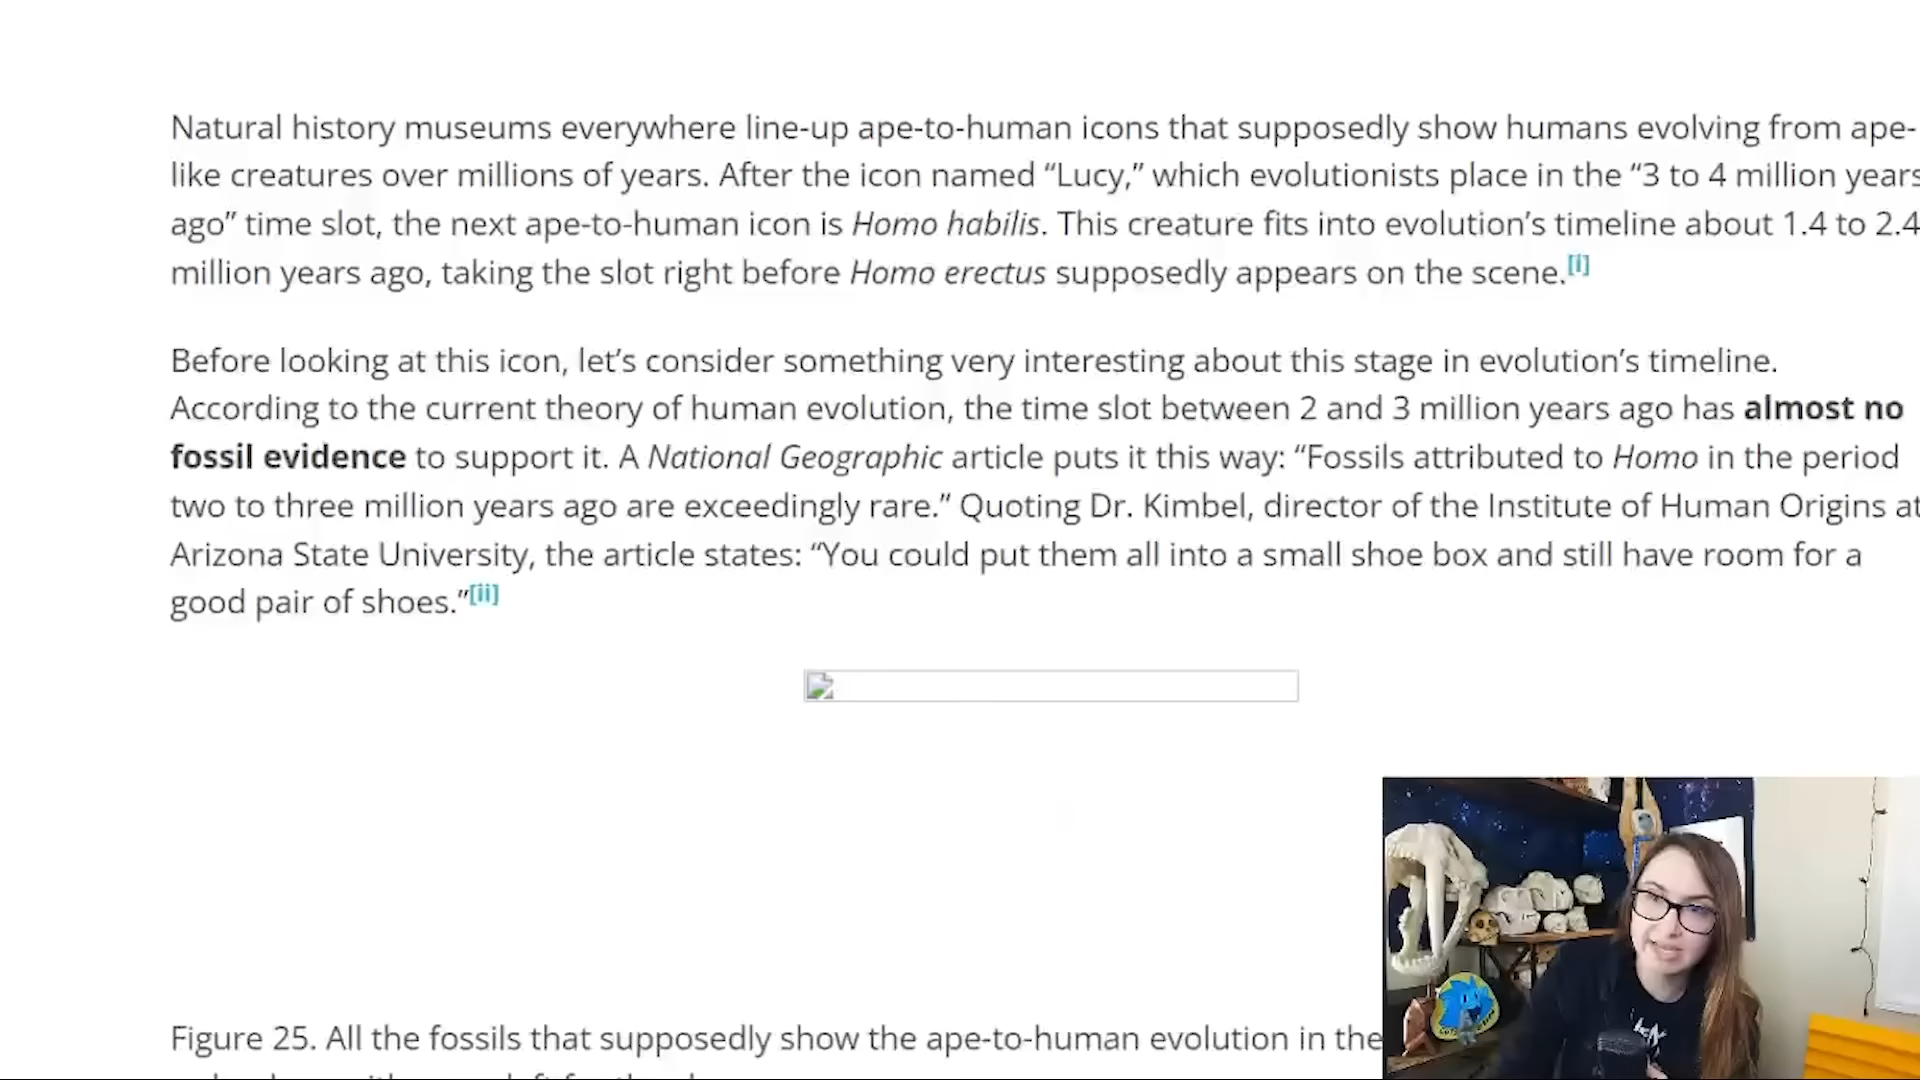 Natural history museums everywhere line-up ape-to-human icons that supposedly show humans evolving from ape-
like creatures over millions of years. After the icon named “Lucy,” which evolutionists place in the “3 to 4 million years
ago” time slot, the next ape-to-human icon is Homo habilis. This creature fits into evolution’s timeline about 1.4 to 2.4
million years ago, taking the slot right before Homo erectus supposedly appears on the scene.[i]
Before looking at this icon, let’s consider something very interesting about this stage in evolution’s timeline.
According to the current theory of human evolution, the time slot between 2 and 3 million years ago has almost no
fossil evidence to support it. A National Geographic article puts it this way: “Fossils attributed to Homo in the period
two to three million years ago are exceedingly rare.” Quoting Dr. Kimbel, director of the Institute of Human Origins at
Arizona State University, the article states: “You could put them all into a small shoe box and still have room for a
good pair of shoes.”[ii]
Figure 25. All the fossils that supposedly show the ape-to-human evolution in the